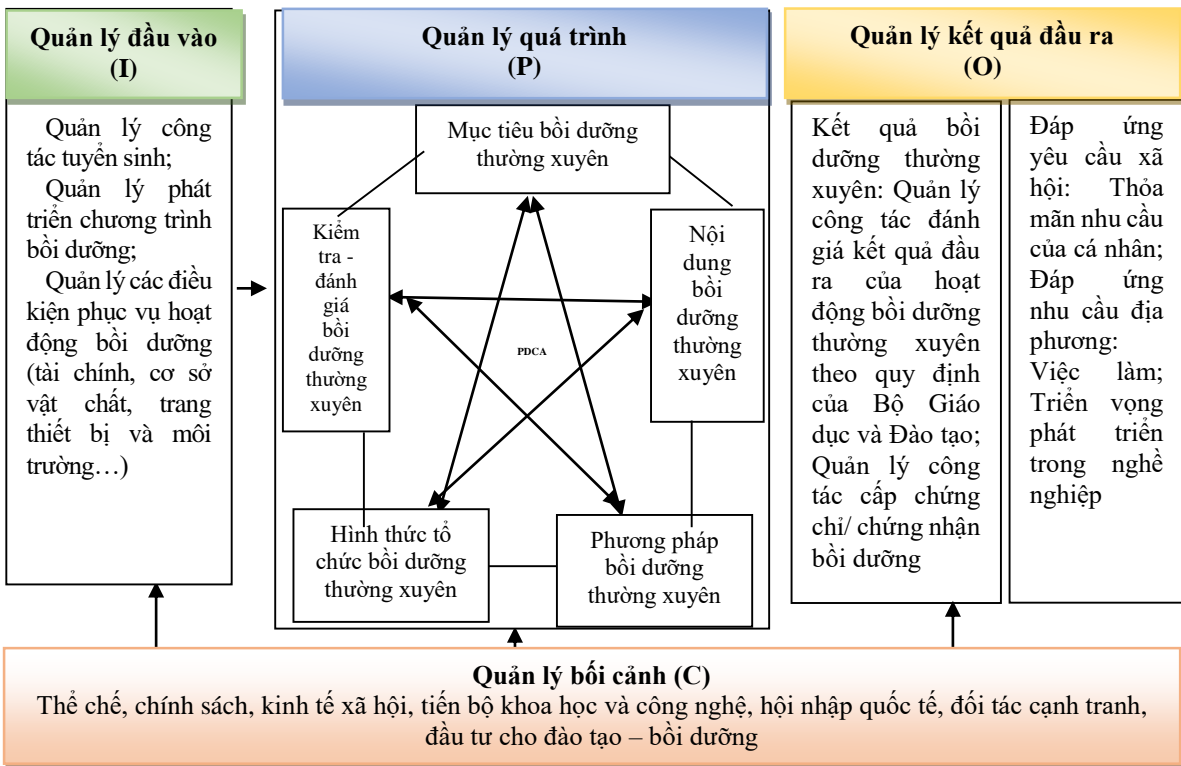 Quản lý đầu vào
(I)
Quản lý công
tác tuyển sinh;
Quản lý phát
triển chương trình
bồi dưỡng;
Quản lý các điều
kiện phục vụ hoạt
động bồi dưỡng
(tài chính, cơ sở
vật chất, trang
thiết bị và môi
trường…)
Quản lý quá trình
(P)
Mục tiêu bồi dưỡng
thường xuyên
Kiểm
tra -
đánh
giá
bồi
dưỡng
thường
xuyên
PDCA
Nội
dung
bồi
dưỡng
thường
xuyên
Hình thức tổ
chức bồi dưỡng
thường xuyên
Phương pháp
bồi dưỡng
thường xuyên
Quản lý kết quả đầu ra
(O)
Kết quả bồi
dưỡng thường
xuyên: Quản lý
công tác đánh
giá kết quả đầu
ra của hoạt
động bồi dưỡng
thường xuyên
theo quy định
của Bộ Giáo
dục và Đào tạo;
Quản lý công
tác cấp chứng
chỉ/ chứng nhận
bồi dưỡng
Đáp ứng
yêu cầu xã
hội: Thỏa
mãn nhu cầu
của cá nhân;
Đáp ứng
nhu cầu địa
phương:
Việc làm;
Triển vọng
phát triển
trong nghề
nghiệp
Quản lý bối cảnh (C)
Thể chế, chính sách, kinh tế xã hội, tiến bộ khoa học và công nghệ, hội nhập quốc tế, đối tác cạnh tranh,
đầu tư cho đào tạo – bồi dưỡng